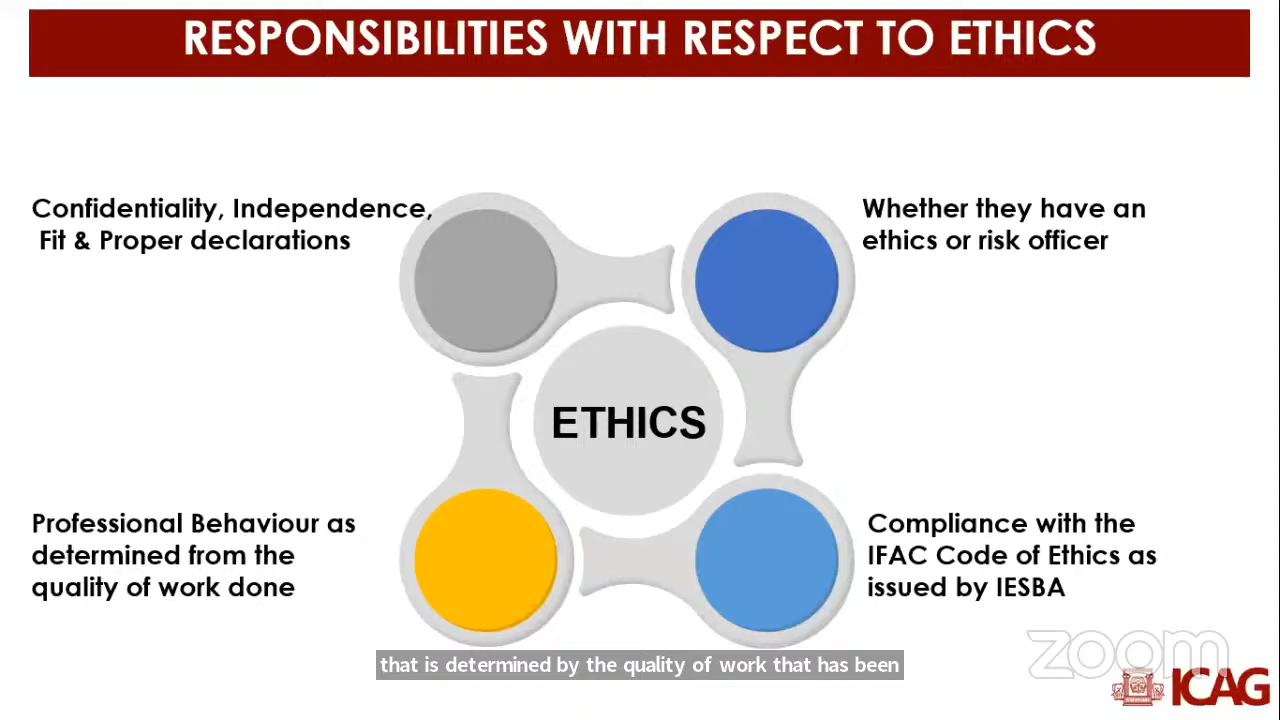 RESPONSIBILITIES WITH RESPECT TO ETHICS
Confidentiality, Independence,
Fit & Proper declarations
Whether they have an
ethics or risk officer
ETHICS
Professional Behaviour as
determined from the
quality of work done
Compliance with the
IFAC Code of Ethics as
issued by IESBA
zoom
that is determined by the quality of work that has been
ICAG